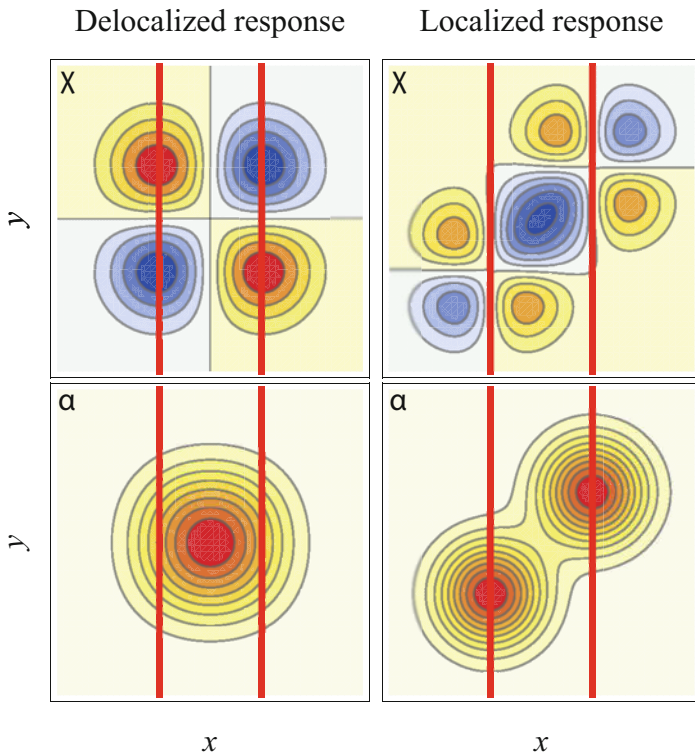 Delocalized response
Localized response
χ
χ
y
α
α
y
x
x